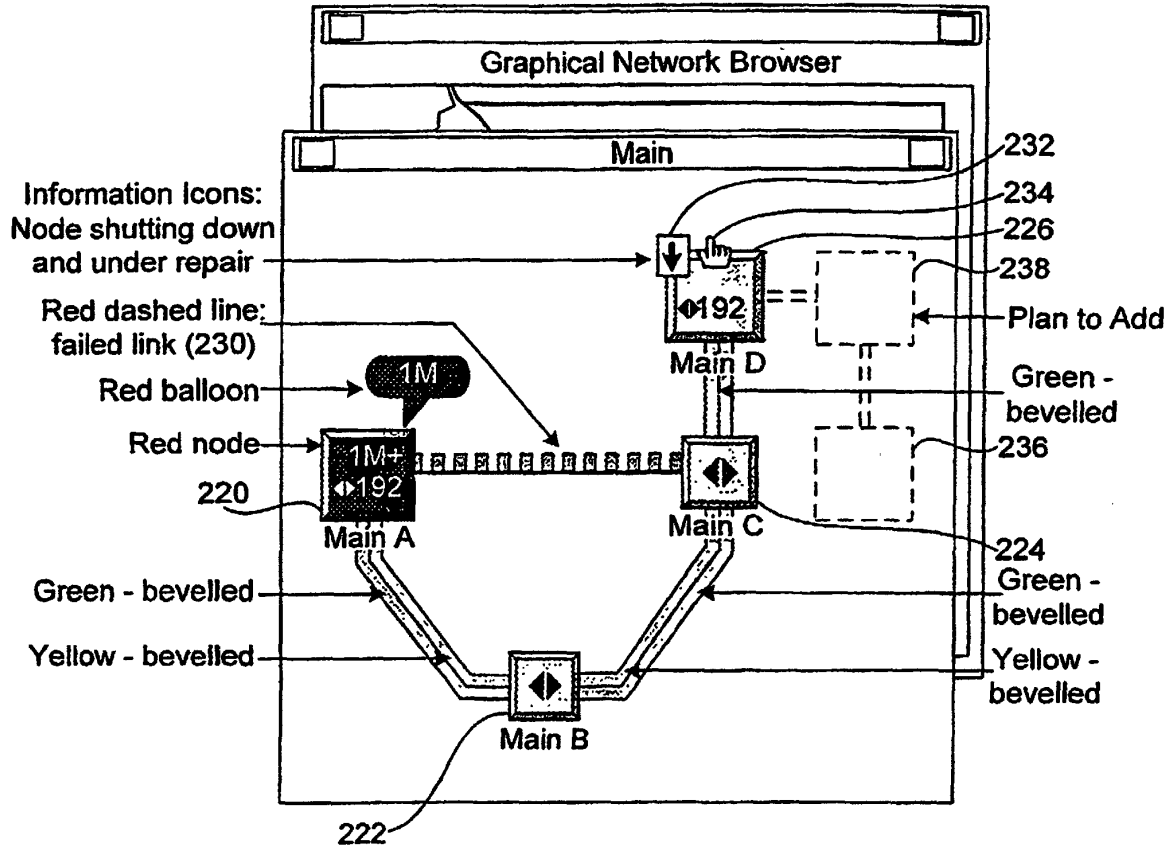 Graphical Network Browser
Main
232
Information Icons:
Node shutting down
and under repair
234
226
238
192
Plan to Add
Red dashed line:
failed link (230)
Main D
1M
Red balloon
Green -
bevelled
Red node
1M+
192
236
220
Main A
Main C
224
Green - bevelled
Green -
bevelled
Yellow - bevelled
Yellow -
bevelled
Main B
222